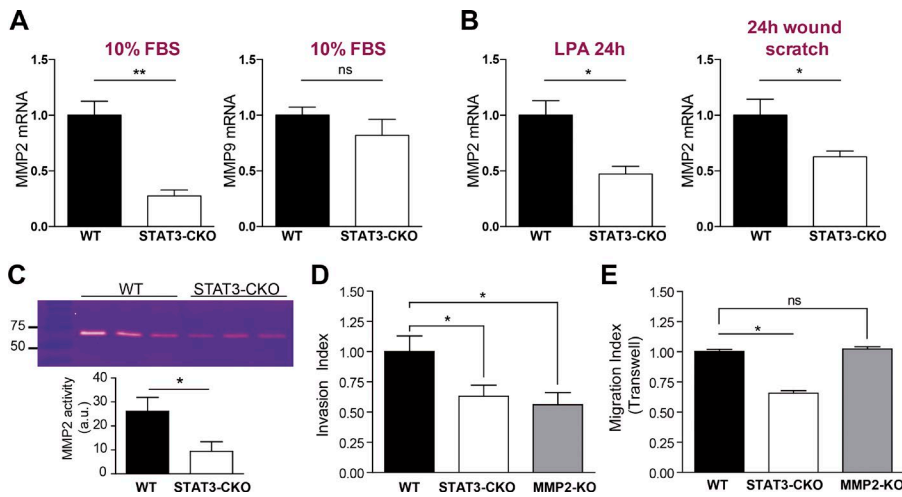 A
10% FBS
**
MMP2 mRNA
1.5
1.0
0.5
0.0
WT
STAT3-CKO
10% FBS
ns
MMP9 mRNA
1.5
1.0
0.5
0.0
WT
STAT3-CKO
B
LPA 24h
*
MMP2 mRNA
1.5
1.0
0.5
0.0
WT
STAT3-CKO
24h wound
scratch
*
MMP2 mRNA
1.5
1.0
0.5
0.0
WT
STAT3-CKO
C
WT
STAT3-CKO
75
50
*
MMP2 activity
(a.u.)
40
30
20
10
0
WT
STAT3-CKO
D
*
*
Invasion Index
1.50
1.25
1.00
0.75
0.50
0.25
0.00
WT
STAT3-CKO
MMP2-KO
E
ns
*
Migration Index
(Transwell)
1.50
1.25
1.00
0.75
0.50
0.25
0.00
WT
STAT3-CKO
MMP2-KO